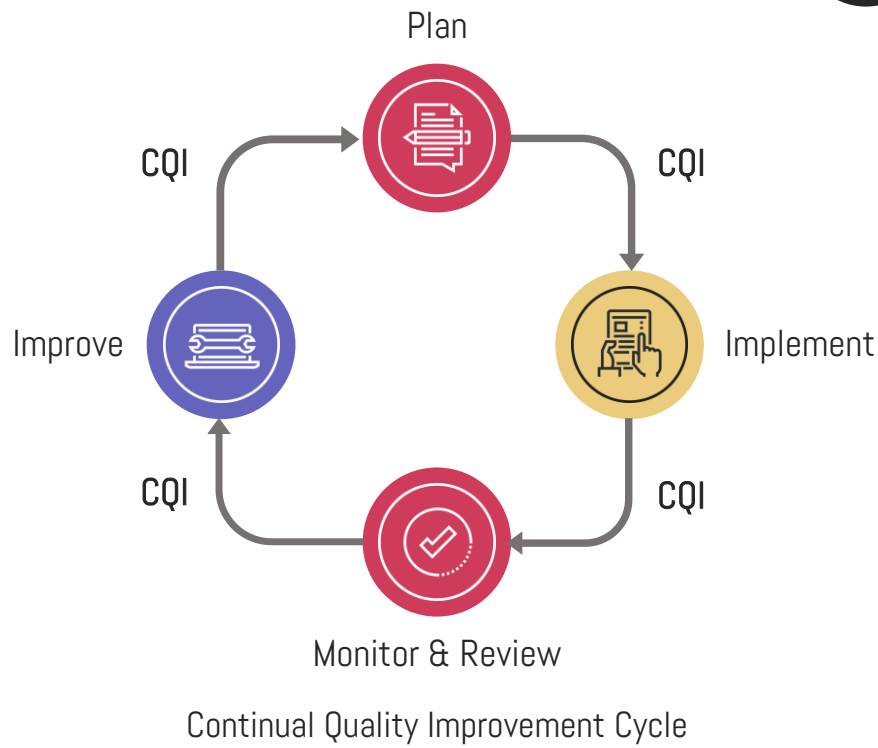 Plan
CQI
CQI
Improve
Implement
CQI
CQI
Monitor & Review
Continual Quality Improvement Cycle